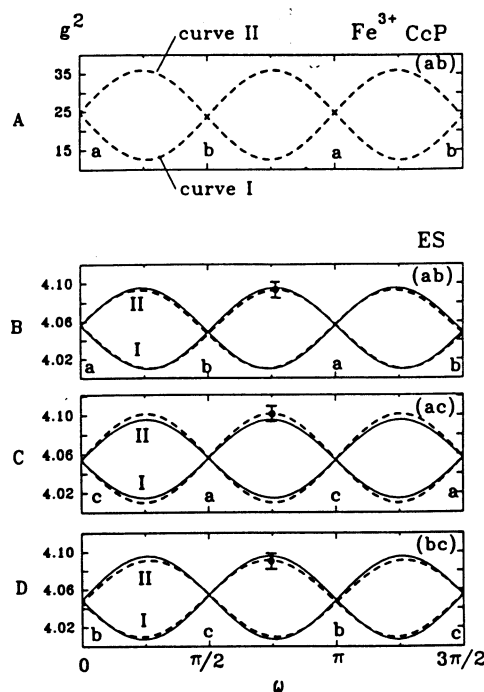 g²
curve II
Fe³⁺ CcP
A
35
25
15
(ab)
a
b
a
b
curve I
ES
B
4.10
4.06
4.02
(ab)
II
I
a
b
a
b
C
4.10
4.06
4.02
(ac)
II
I
c
a
c
a
D
4.10
4.06
4.02
(bc)
II
I
b
c
b
c
0
π/2
π
3π/2
ω